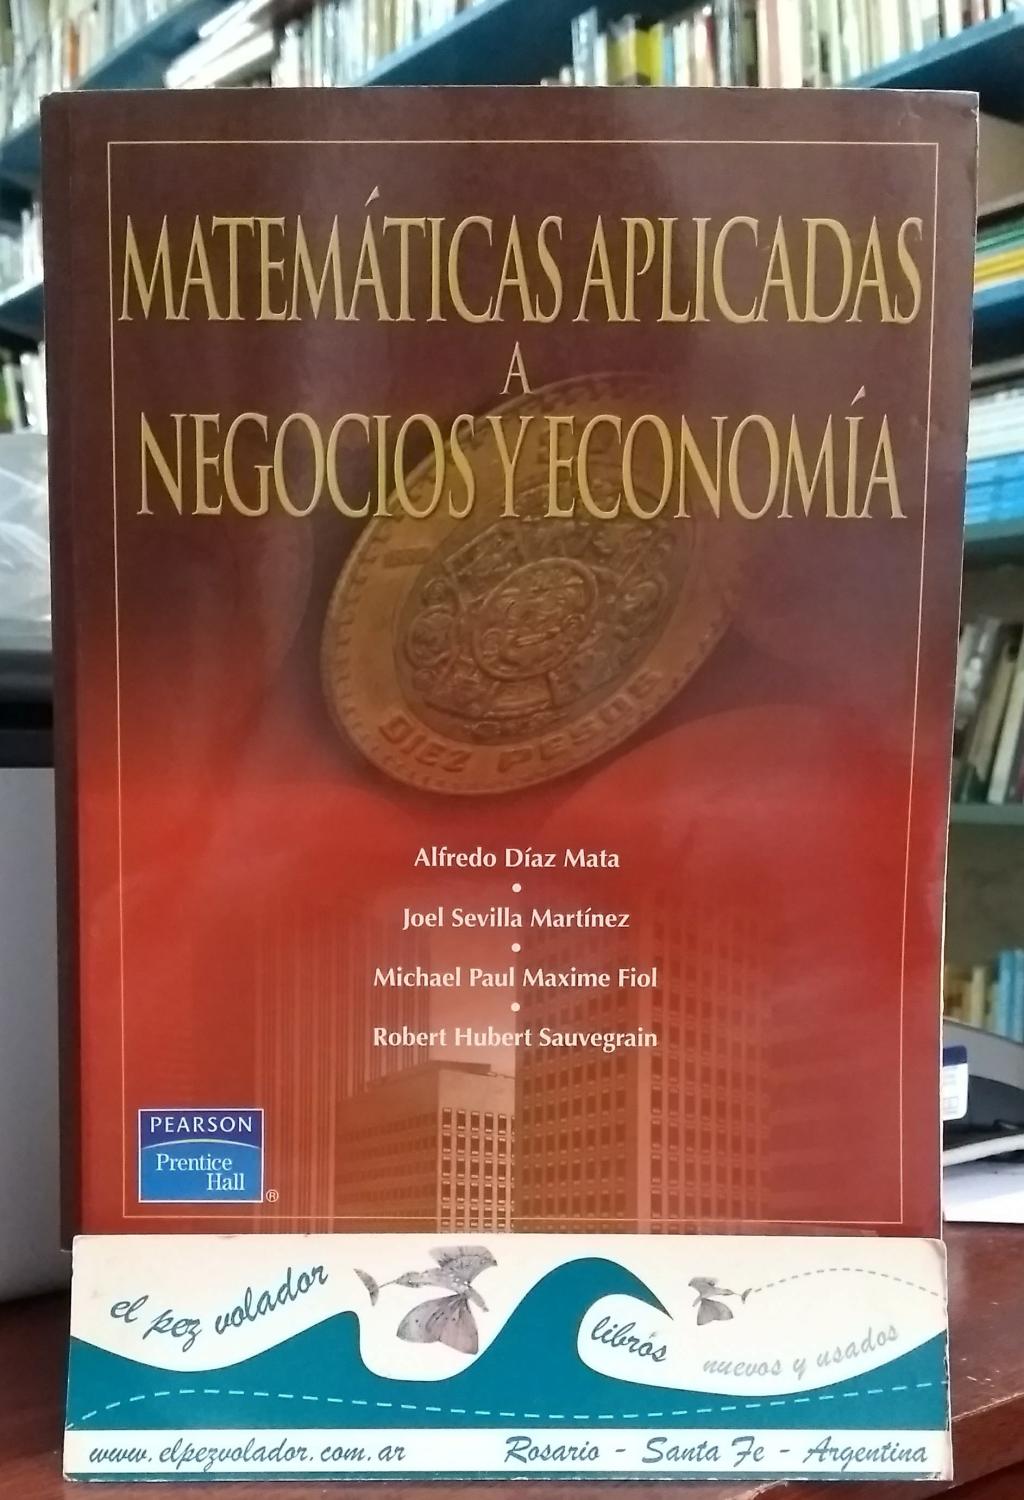 MATEMÁTICAS APLICADAS
A
NEGOCIOS Y ECONOMÍA
DIEZ PESOS
Alfredo Díaz Mata
•
Joel Sevilla Martínez
•
Michael Paul Maxime Fiol
•
Robert Hubert Sauvegrain
PEARSON
Prentice
Hall
®
el pez volador
libros
nuevos y usados
www.elpezvolador.com.ar
Rosario - Santa Fe - Argentina